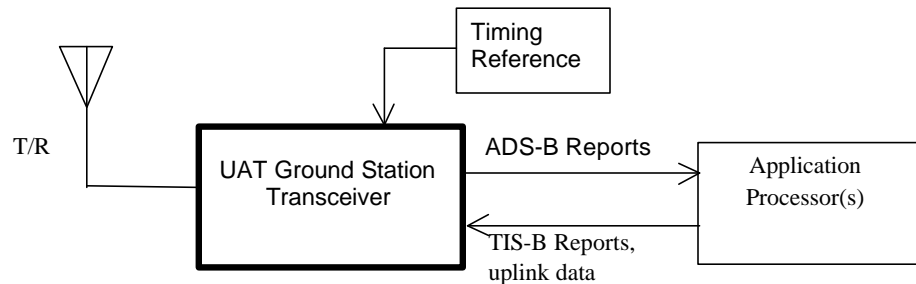 Timing
Reference
T/R
UAT Ground Station
Transceiver
ADS-B Reports
Application
Processor(s)
TIS-B Reports,
uplink data